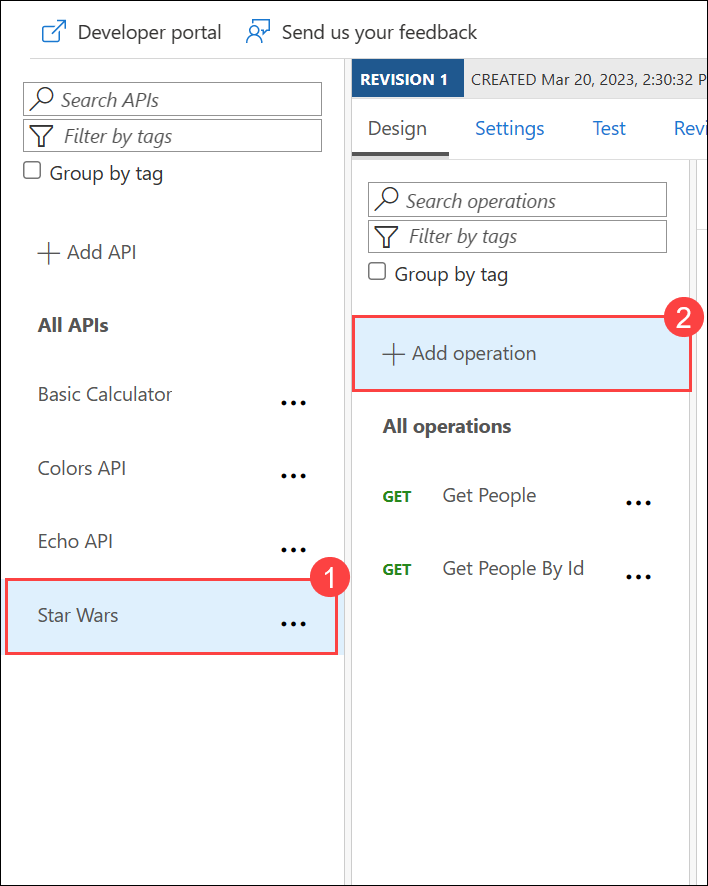 Developer portal
Send us your feedback
Search APIs
Filter by tags
Group by tag
Add API
All APIs
Basic Calculator
Colors API
Echo API
1
Star Wars
REVISION 1
CREATED Mar 20, 2023, 2:30:32 P
Design
Settings
Test
Revi
Search operations
Filter by tags
Group by tag
2
Add operation
All operations
GET Get People
GET Get People By Id